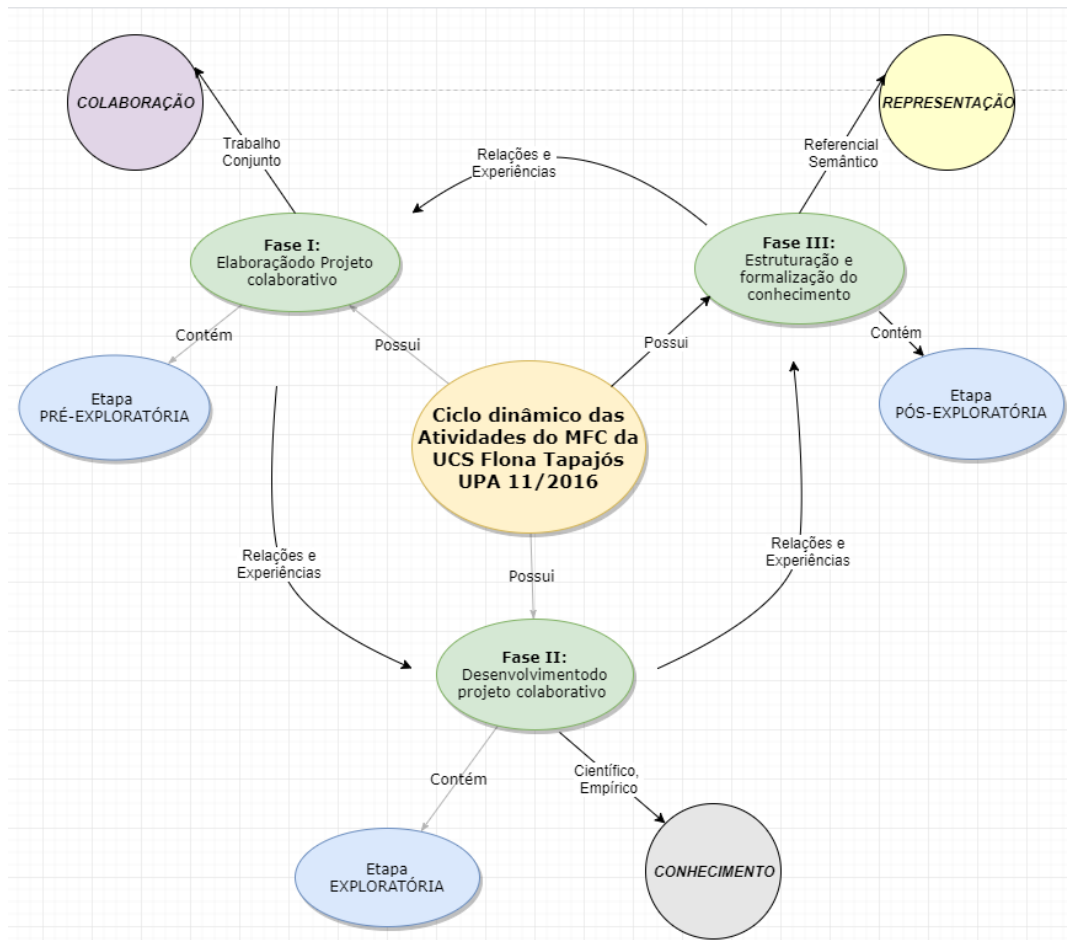 COLABORAÇÃO
REPRESENTAÇÃO
Trabalho
Conjunto
Relações e
Experiências
Referencial
Semântico
Fase I:
Elaboraçãodo Projeto
colaborativo
Fase III:
Estruturação e
formalização do
conhecimento
Contém
Possui
Possui
Contém
Etapa
PRÉ-EXPLORATÓRIA
Ciclo dinâmico das
Atividades do MFC da
UCS Flona Tapajós
UPA 11/2016
Etapa
PÓS-EXPLORATÓRIA
Relações e
Experiências
Possui
Relações e
Experiências
Fase II:
Desenvolvimentodo
projeto colaborativo
Contém
Científico,
Empírico
Etapa
EXPLORATÓRIA
CONHECIMENTO